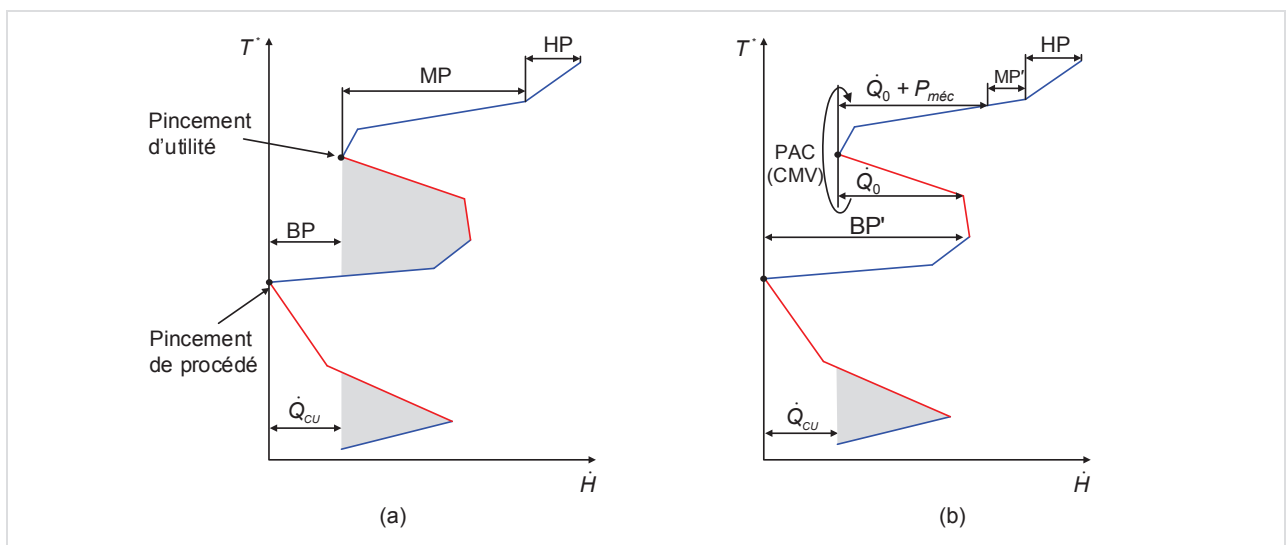 T*
HP
MP
Pincement
d'utilité
BP
Pincement
de procédé
Q̇CU
Ḣ
(a)
T*
HP
Q̇0 + Pméc
MP'
PAC
(CMV)
Q̇0
BP'
Q̇CU
Ḣ
(b)